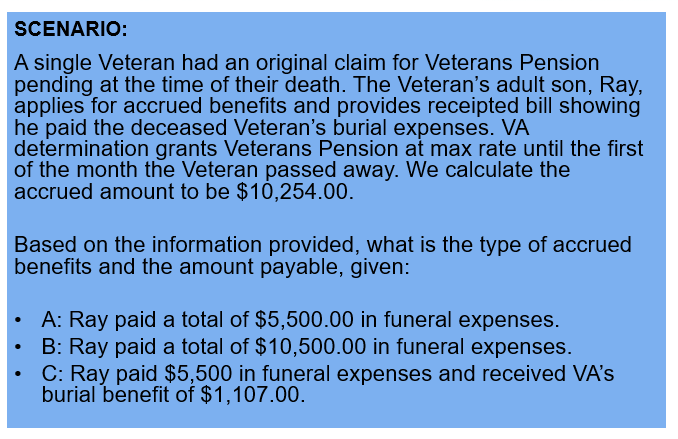 SCENARIO:
A single Veteran had an original claim for Veterans Pension
pending at the time of their death. The Veteran's adult son, Ray,
applies for accrued benefits and provides receipted bill showing
he paid the deceased Veteran's burial expenses. VA
determination grants Veterans Pension at max rate until the first
of the month the Veteran passed away. We calculate the
accrued amount to be $10,254.00.
Based on the information provided, what is the type of accrued
benefits and the amount payable, given:
• A: Ray paid a total of $5,500.00 in funeral expenses.
• B: Ray paid a total of $10,500.00 in funeral expenses.
• C: Ray paid $5,500 in funeral expenses and received VA's
burial benefit of $1,107.00.